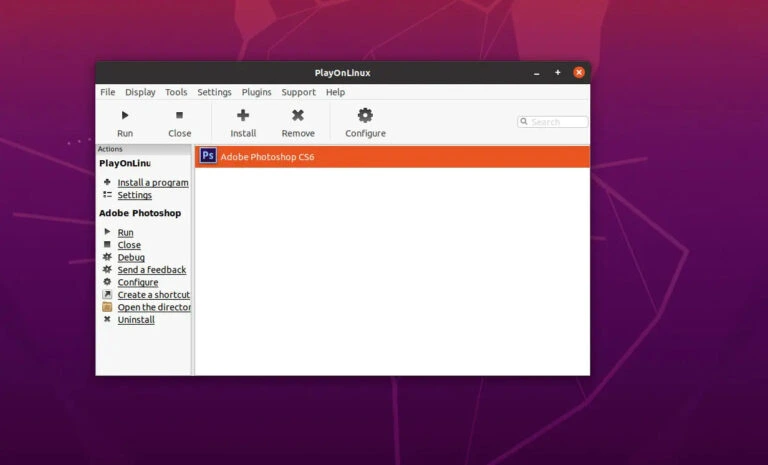 PlayOnLinux
File Display Tools Settings Plugins Support Help
Run Close Install Remove Configure
Search
Actions
PlayOnLinu
Install a program
Settings
Adobe Photoshop
Run
Close
Debug
Send a feedback
Configure
Create a shortcut
Open the director
Uninstall
Ps Adobe Photoshop CS6